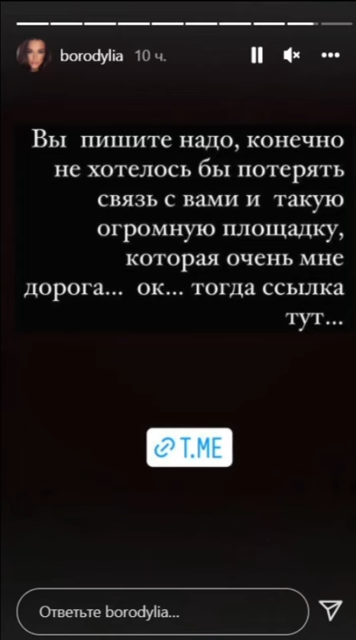 borodylia 10 ч.
Вы пишите надо, конечно
не хотелось бы потерять
связь с вами и такую
огромную площадку,
которая очень мне
дорога... ок... тогда ссылка
тут...
T.ME
Ответьте borodylia...